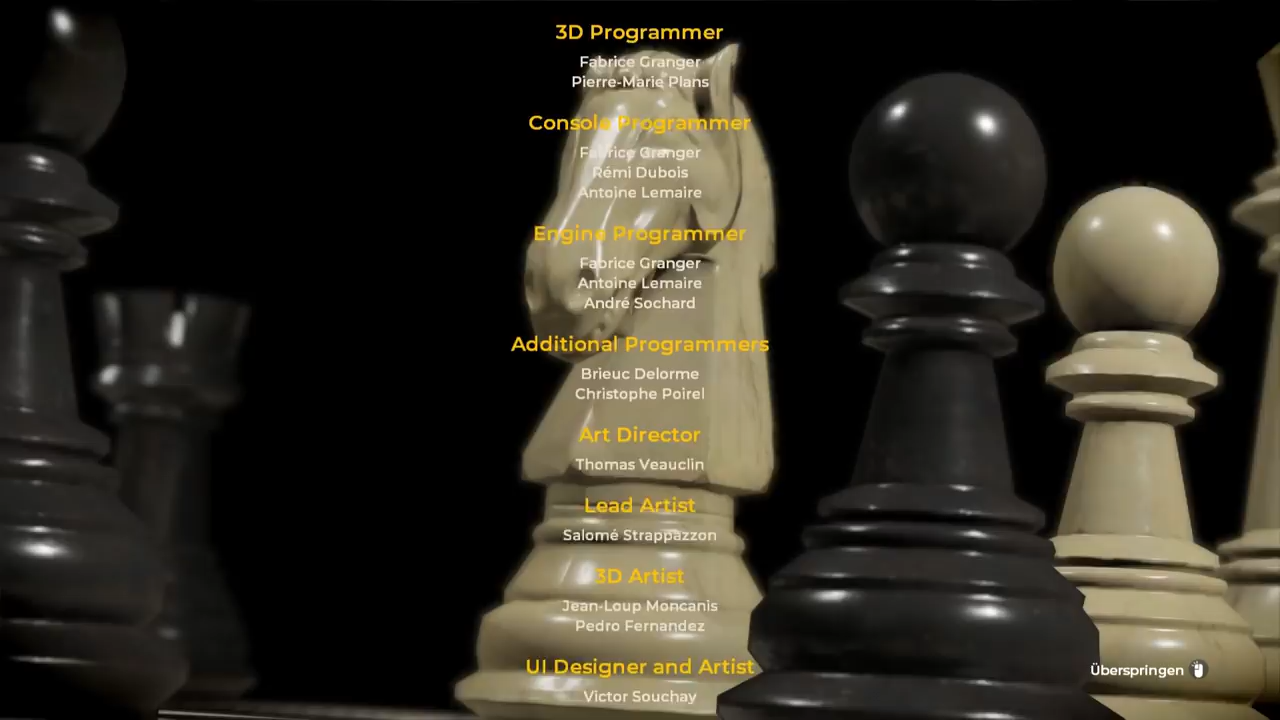 3D Programmer
Fabrice Granger
Pierre-Marie Plans
Console Programmer
Fabrice Granger
Rémi Dubois
Antoine Lemaire
Engine Programmer
Fabrice Granger
Antoine Lemaire
André Sochard
Additional Programmers
Brieuc Delorme
Christophe Poirel
Art Director
Thomas Veauclin
Lead Artist
Salomé Strappazzon
3D Artist
Jean-Loup Moncanis
Pedro Fernandez
UI Designer and Artist
Victor Souchay
Überspringen